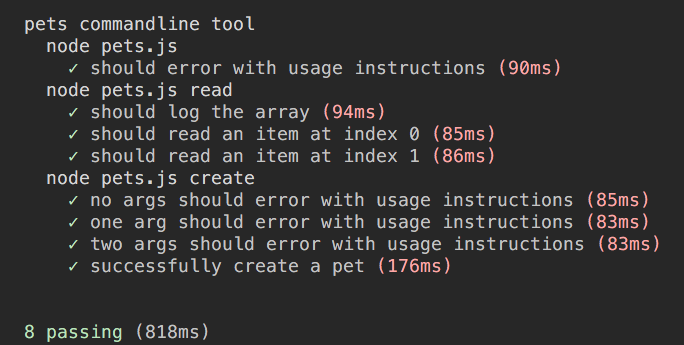 pets commandline tool
node pets.js
✓ should error with usage instructions (90ms)
node pets.js read
✓ should log the array (94ms)
✓ should read an item at index 0 (85ms)
✓ should read an item at index 1 (86ms)
node pets.js create
✓ no args should error with usage instructions (85ms)
✓ one arg should error with usage instructions (83ms)
✓ two args should error with usage instructions (83ms)
✓ successfully create a pet (176ms)
8 passing (818ms)